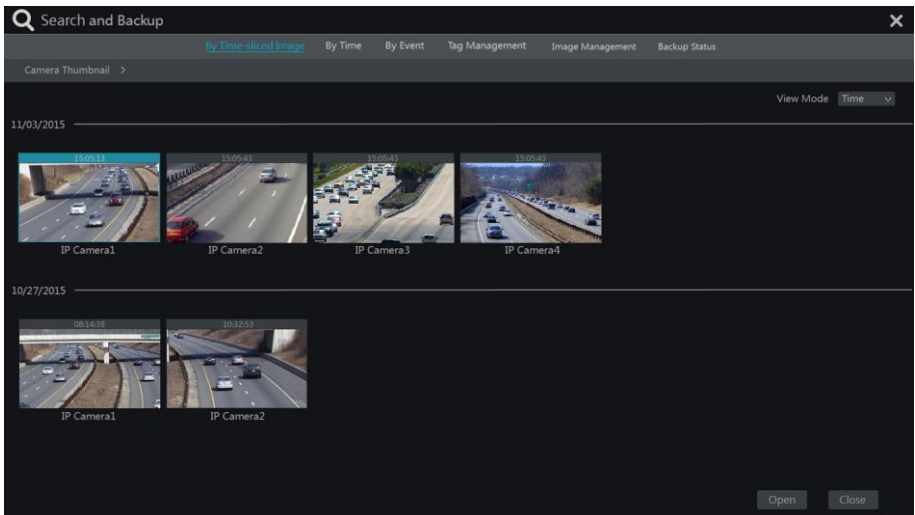 Search and Backup
By Time-sliced Image By Time By Event Tag Management Image Management Backup Status
Camera Thumbnail >
View Mode Time
11/03/2015
15:05:13 15:05:43 15:05:43 15:05:43
IP Camera1 IP Camera2 IP Camera3 IP Camera4
10/27/2015
08:14:38 10:32:53
IP Camera1 IP Camera2
Open Close